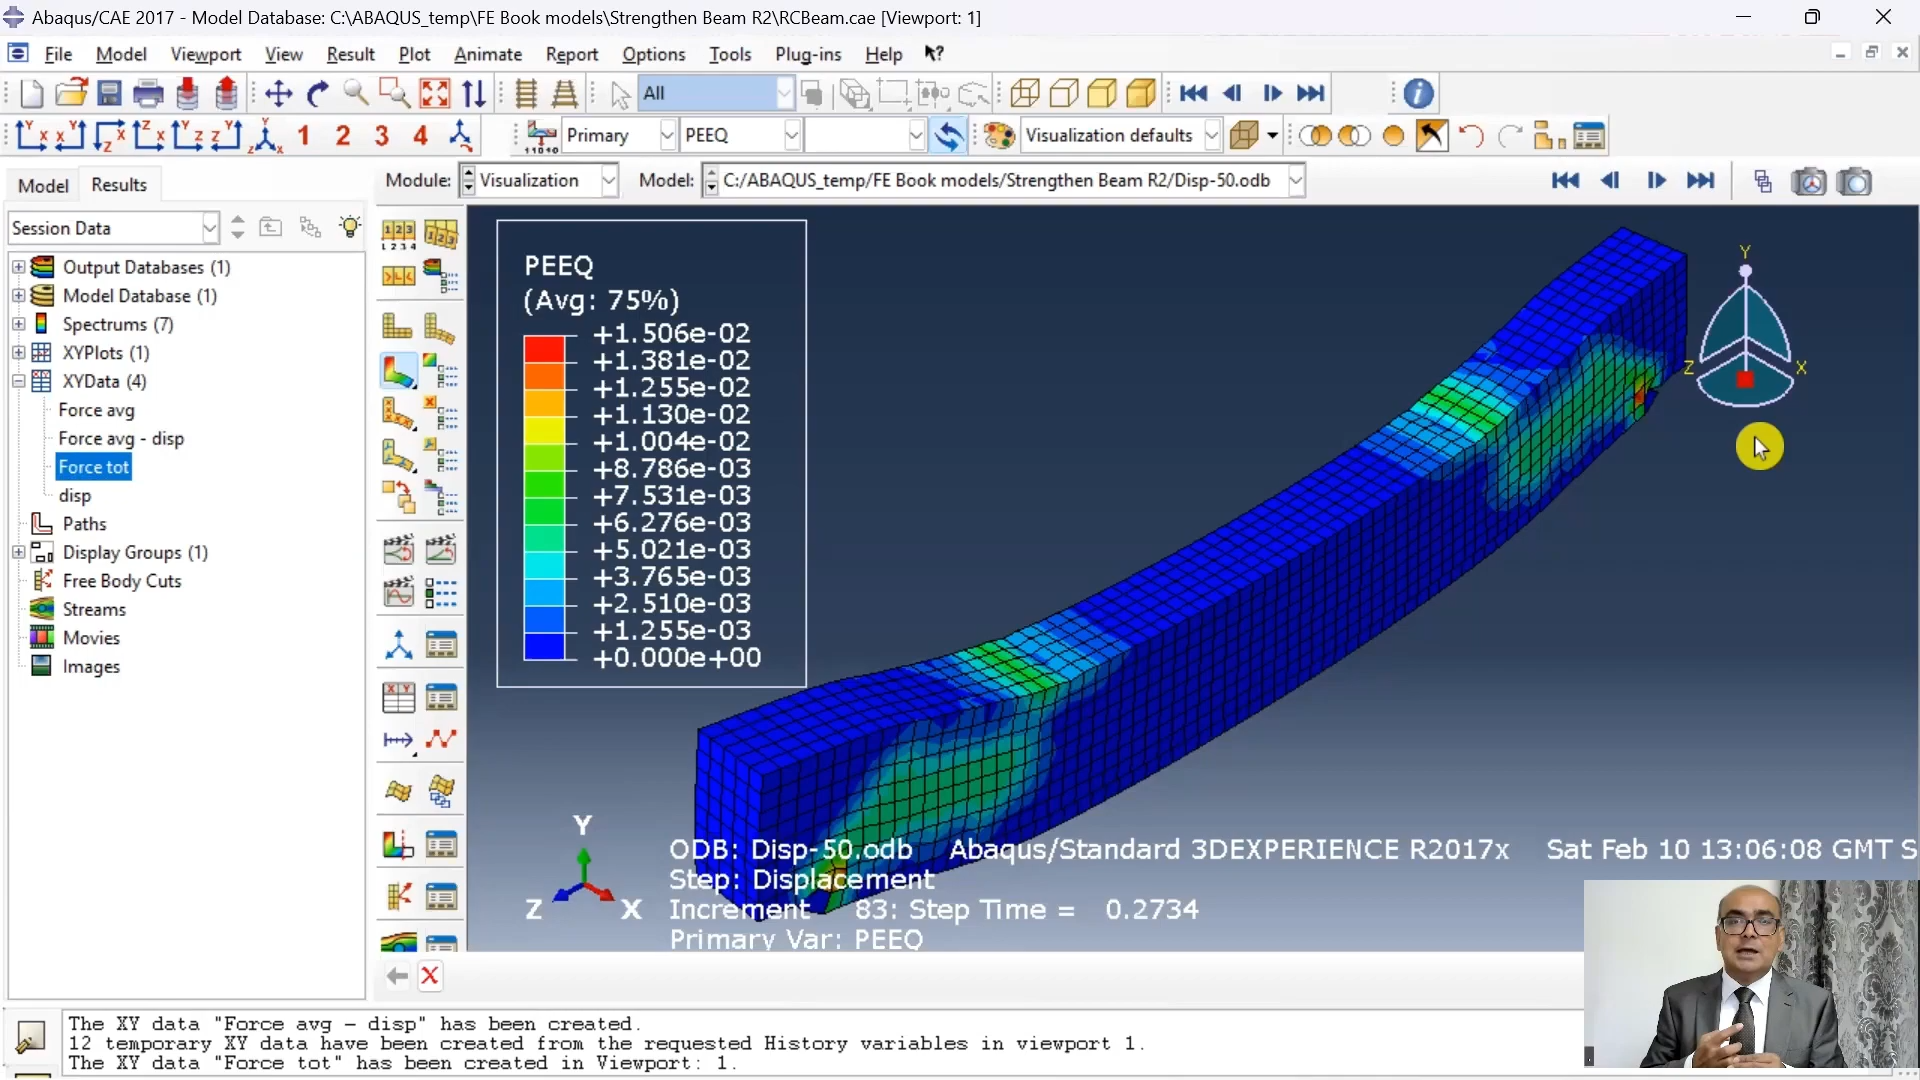 Abaqus/CAE 2017 - Model Database: C:\ABAQUS_temp\FE Book models\Strengthen Beam R2\RCBeam.cae [Viewport: 1]
File Model Viewport View Result Plot Animate Report Options Tools Plug-ins Help
All
1 2 3 4 Primary PEEQ Visualization defaults
Model Results Module: Visualization Model: C:/ABAQUS_temp/FE Book models/Strengthen Beam R2/Disp-50.odb
Session Data
Output Databases (1)
Model Database (1)
Spectrums (7)
XYPlots (1)
XYData (4)
Force avg
Force avg - disp
Force tot
disp
Paths
Display Groups (1)
Free Body Cuts
Streams
Movies
Images
PEEQ
(Avg: 75%)
+1.506e-02
+1.381e-02
+1.255e-02
+1.130e-02
+1.004e-02
+8.786e-03
+7.531e-03
+6.276e-03
+5.021e-03
+3.765e-03
+2.510e-03
+1.255e-03
+0.000e+00
Y
Z X
Y
Z X
ODB: Disp-50.odb Abaqus/Standard 3DEXPERIENCE R2017x Sat Feb 10 13:06:08 GMT S
Step: Displacement
Increment 83: Step Time = 0.2734
Primary Var: PEEQ
The XY data "Force avg - disp" has been created.
12 temporary XY data have been created from the requested History variables in viewport 1.
The XY data "Force tot" has been created in Viewport: 1.